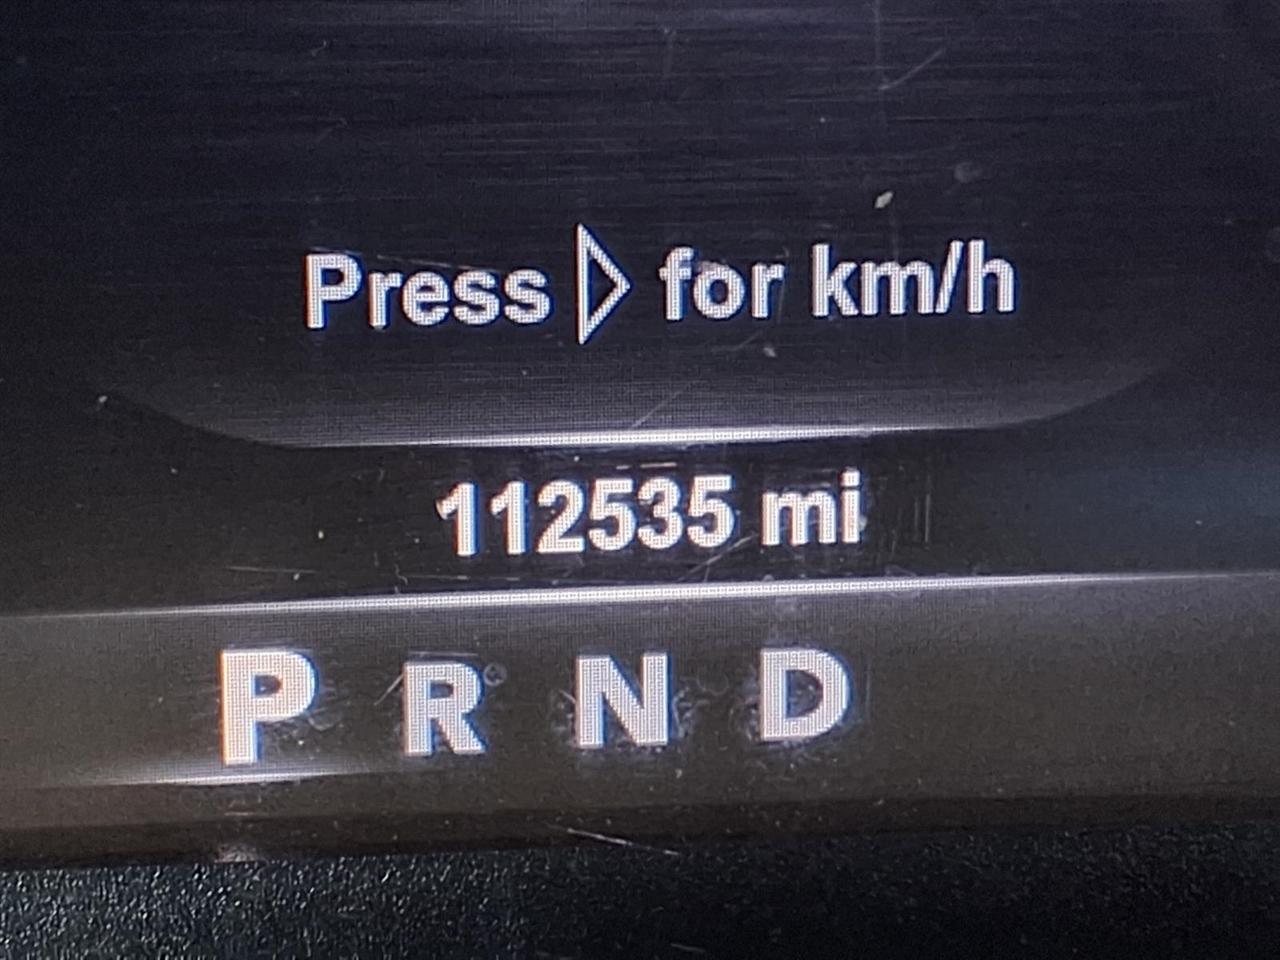 Press ▷ for km/h
112535 mi
P R N D